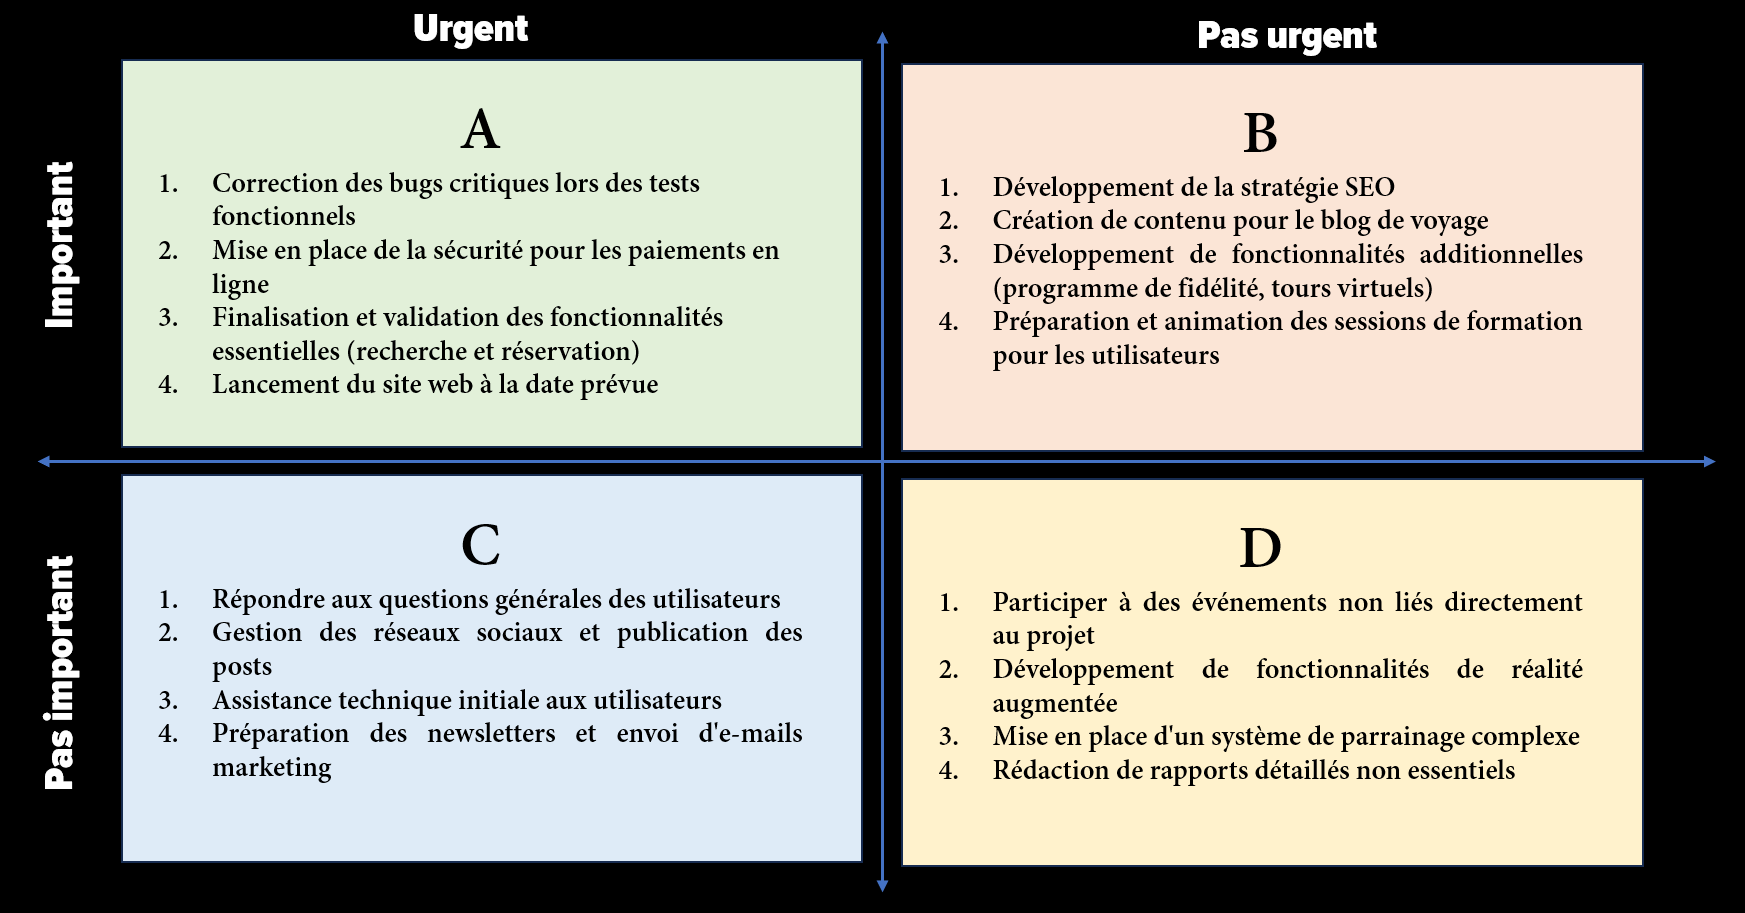 Urgent
Pas urgent
Important
A
1. Correction des bugs critiques lors des tests
fonctionnels
2. Mise en place de la sécurité pour les paiements en
ligne
3. Finalisation et validation des fonctionnalités
essentielles (recherche et réservation)
4. Lancement du site web à la date prévue
B
1. Développement de la stratégie SEO
2. Création de contenu pour le blog de voyage
3. Développement de fonctionnalités additionnelles
(programme de fidélité, tours virtuels)
4. Préparation et animation des sessions de formation
pour les utilisateurs
Pas important
C
1. Répondre aux questions générales des utilisateurs
2. Gestion des réseaux sociaux et publication des
posts
3. Assistance technique initiale aux utilisateurs
4. Préparation des newsletters et envoi d'e-mails
marketing
D
1. Participer à des événements non liés directement
au projet
2. Développement de fonctionnalités de réalité
augmentée
3. Mise en place d'un système de parrainage complexe
4. Rédaction de rapports détaillés non essentiels